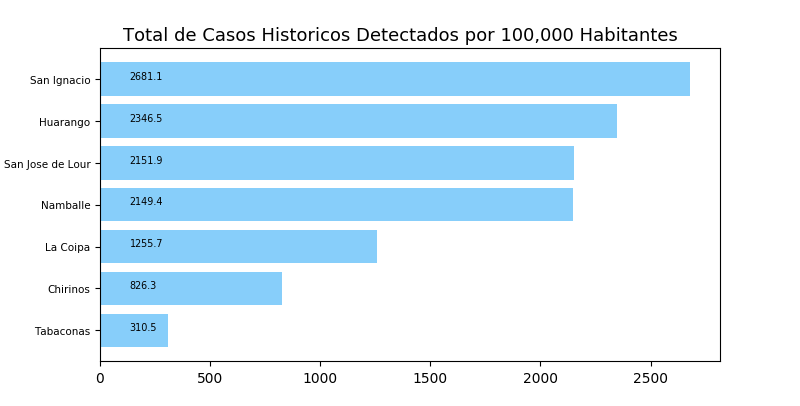 Total de Casos Historicos Detectados por 100,000 Habitantes
San Ignacio 2681.1
Huarango 2346.5
San Jose de Lour 2151.9
Namballe 2149.4
La Coipa 1255.7
Chirinos 826.3
Tabaconas 310.5
0 500 1000 1500 2000 2500